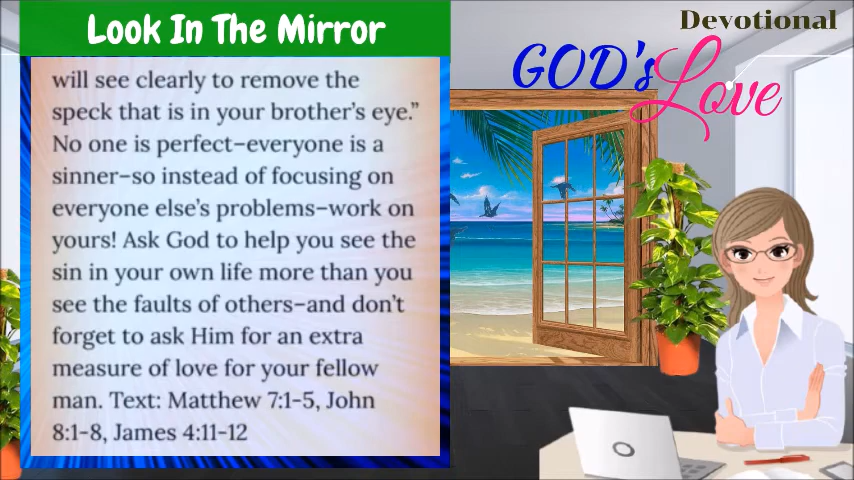 Look In The Mirror
will see clearly to remove the
speck that is in your brother’s eye.”
No one is perfect–everyone is a
sinner–so instead of focusing on
everyone else’s problems–work on
yours! Ask God to help you see the
sin in your own life more than you
see the faults of others–and don’t
forget to ask Him for an extra
measure of love for your fellow
man. Text: Matthew 7:1-5, John
8:1-8, James 4:11-12
Devotional
GOD's
Love